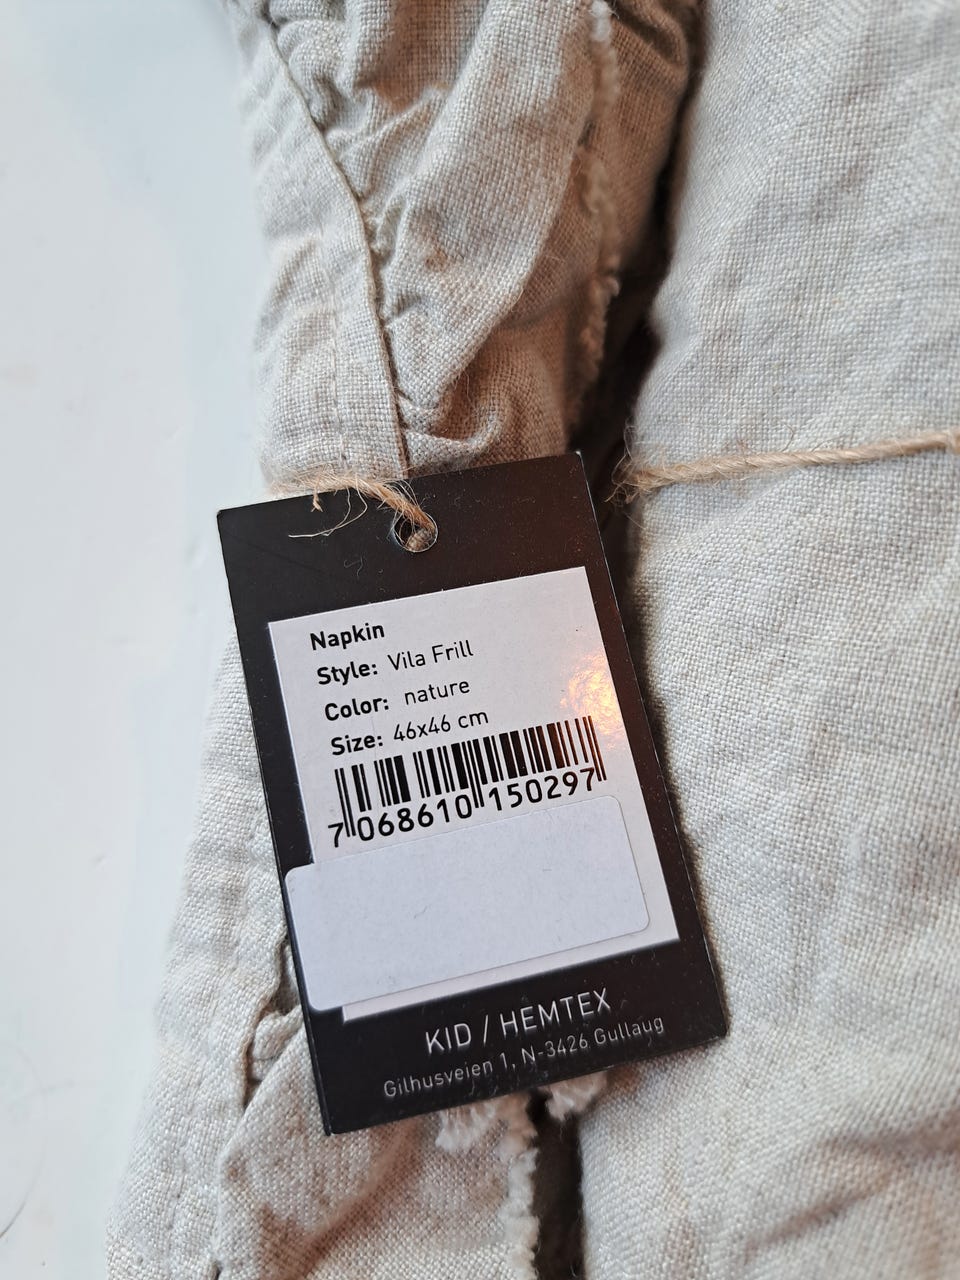 Napkin
Style: Vila Frill
Color: nature
Size: 46x46 cm
7 068610 150297
KID / HEMTEX
Gilhusveien 1, N-3426 Gullaug